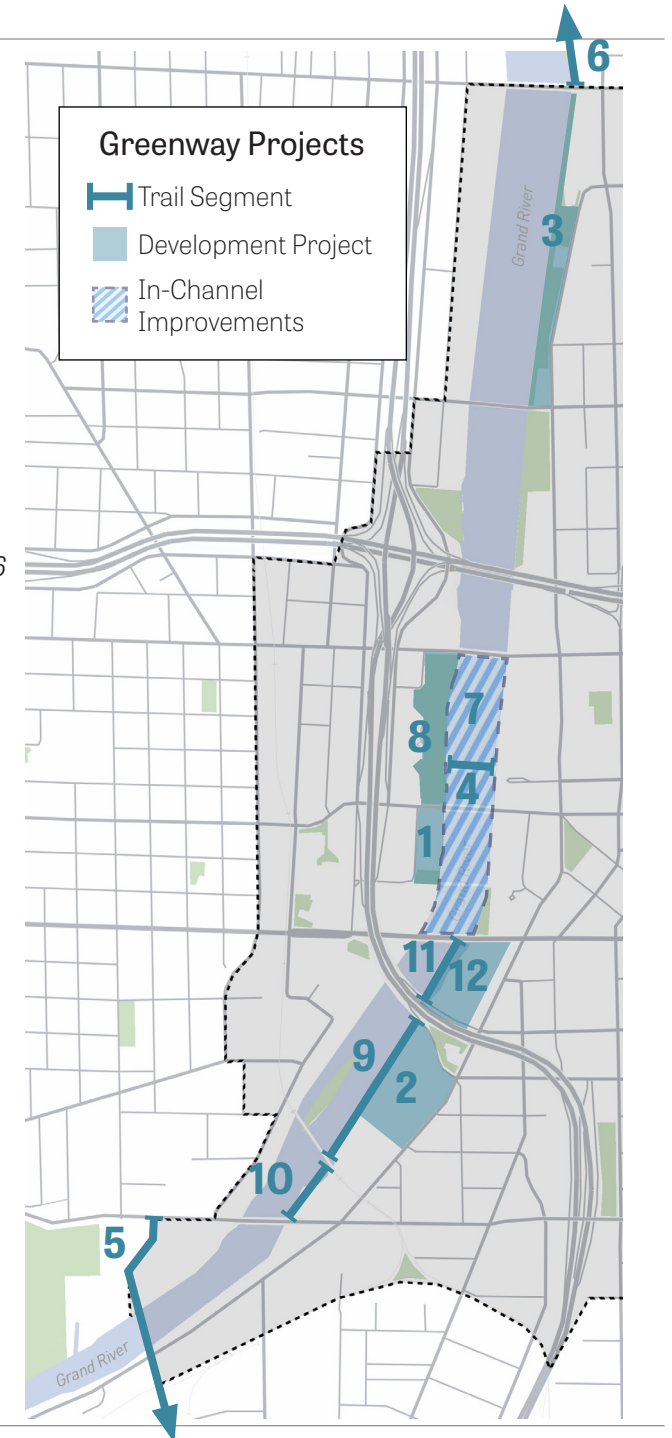 6
Greenway Projects
Trail Segment
Development Project
In-Channel
Improvements
Grand River
3
6
7
8
4
1
11
12
9
2
10
5
Grand River